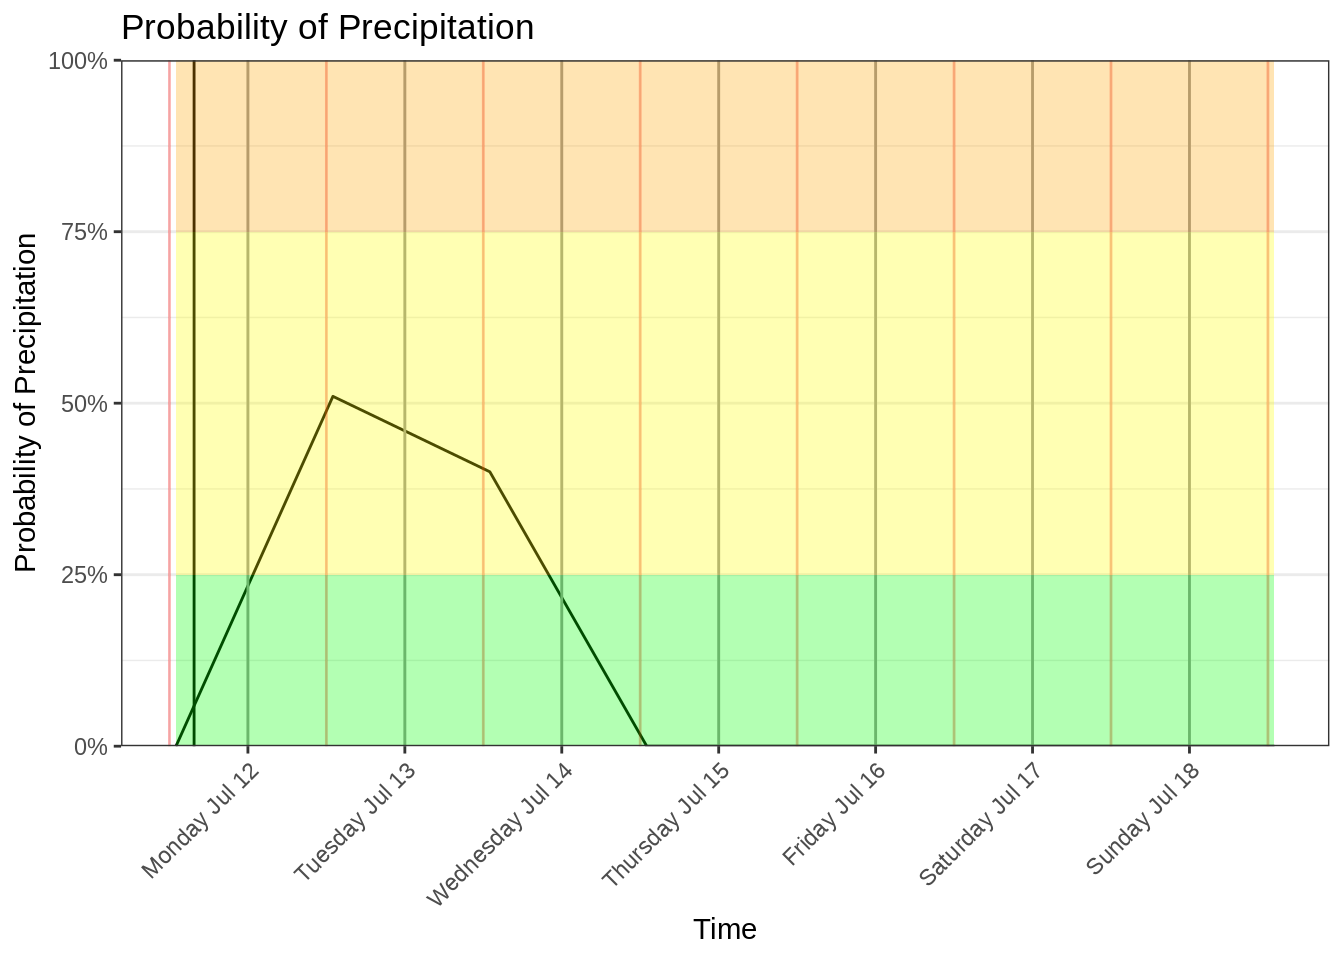 Probability of Precipitation
Probability of Precipitation
100%
75%
50%
25%
0%
Monday Jul 12
Tuesday Jul 13
Wednesday Jul 14
Thursday Jul 15
Friday Jul 16
Saturday Jul 17
Sunday Jul 18
Time